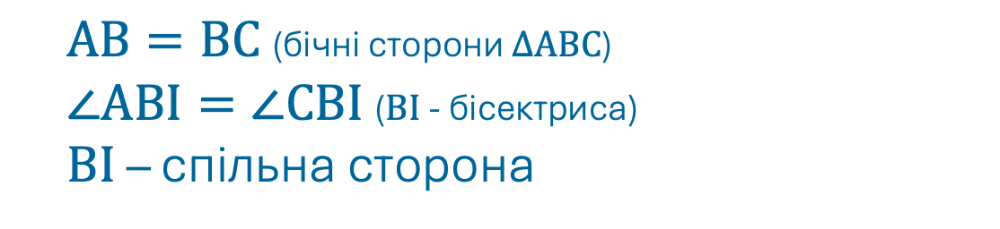 AB = BC (бічні сторони ΔABC)
∠ABI = ∠CBI (BI - бісектриса)
BI – спільна сторона